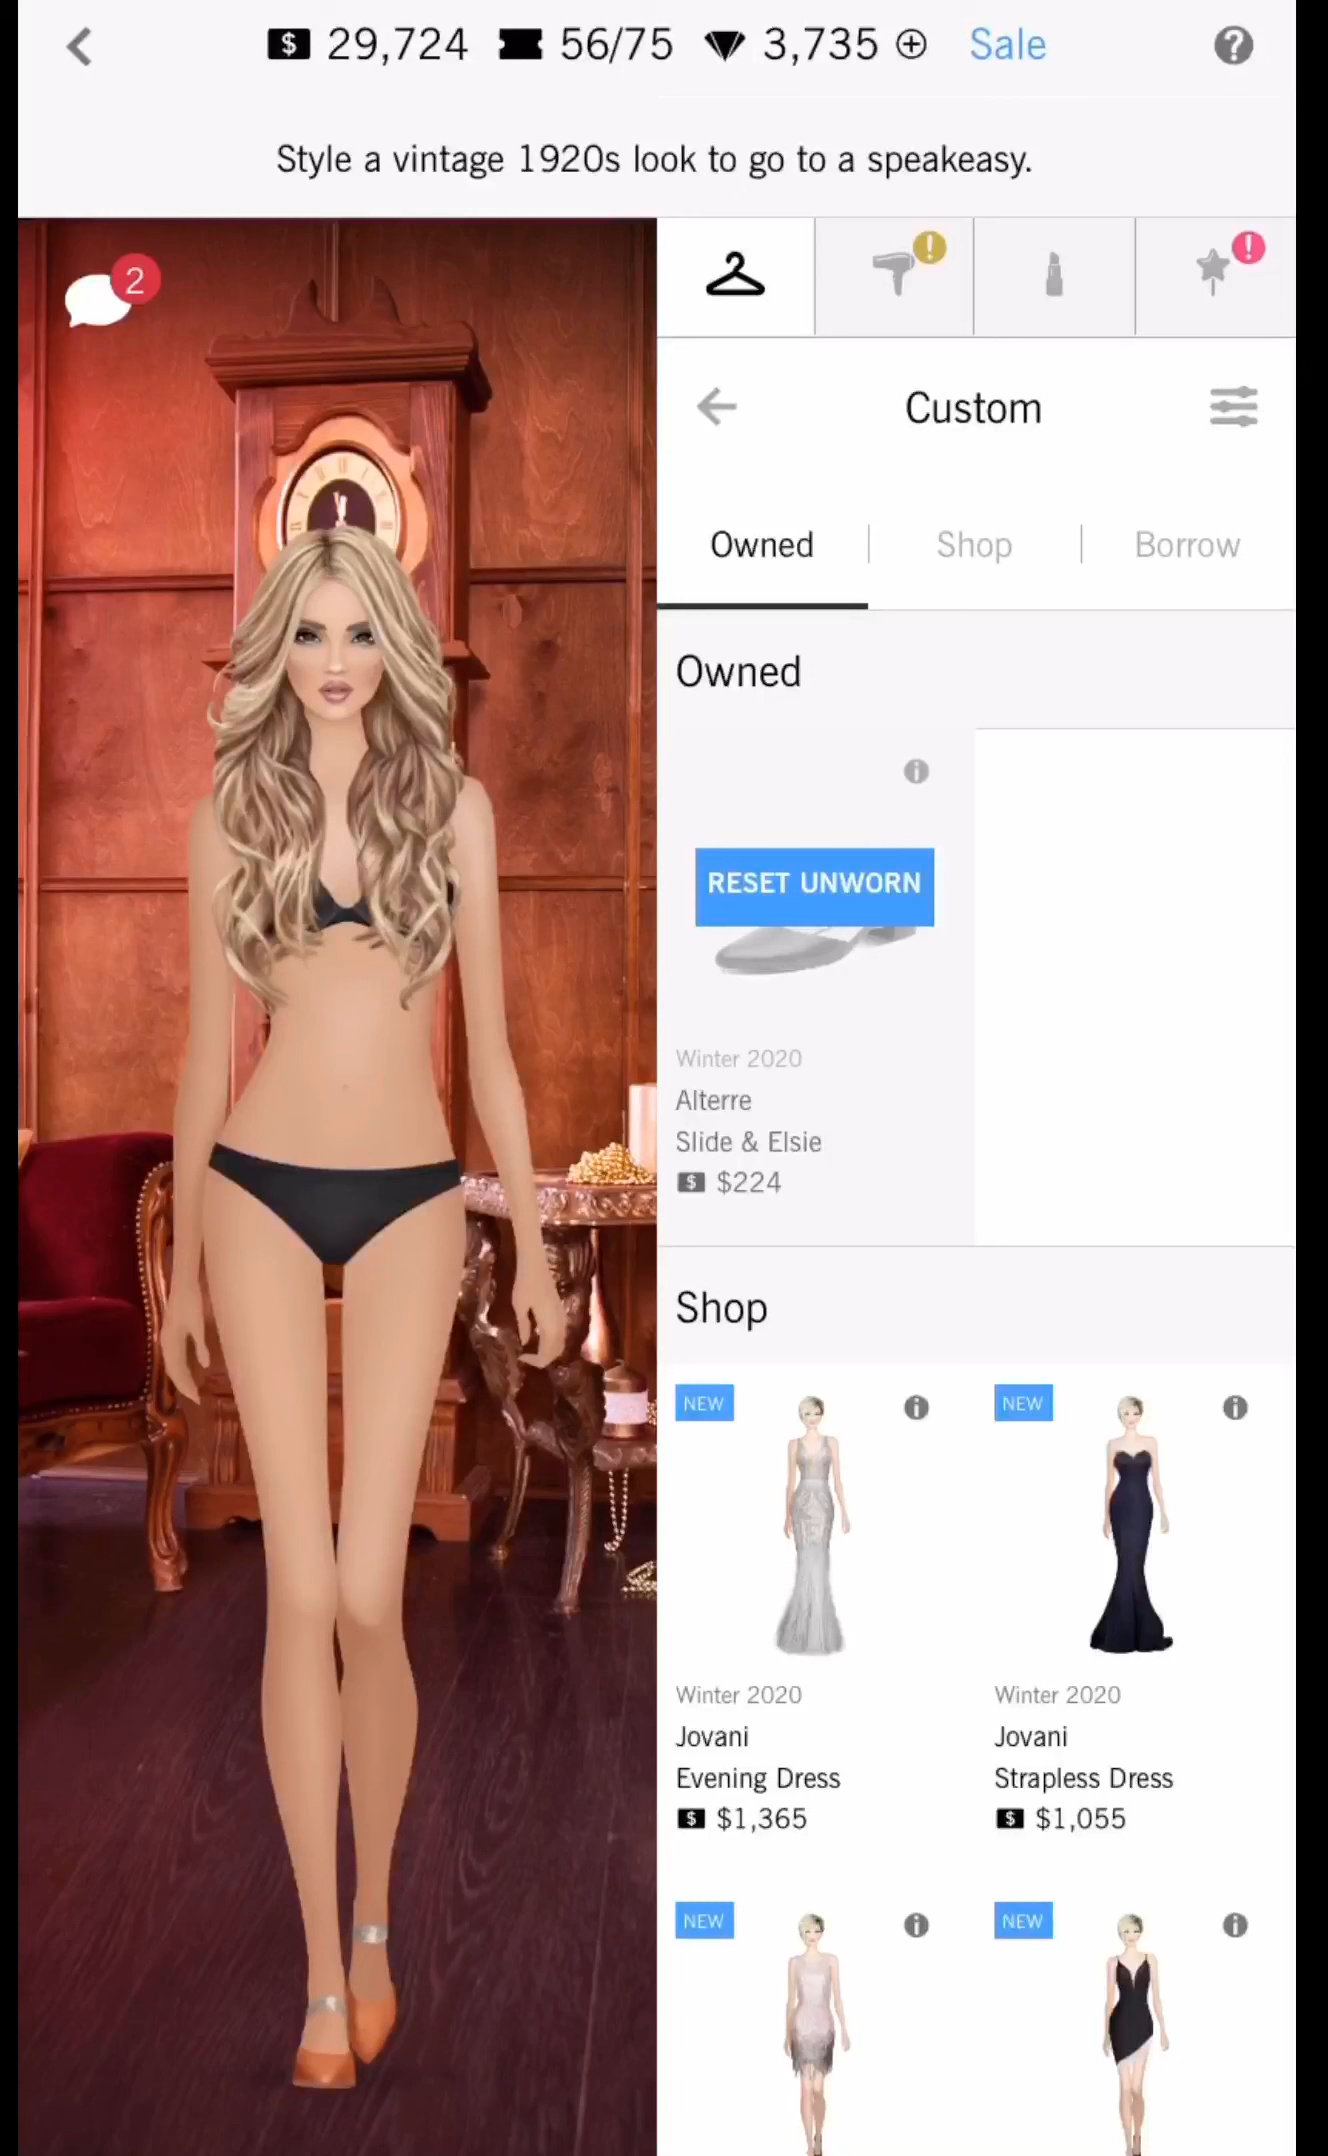 $ 29,724 56/75 3,735 Sale ?
Style a vintage 1920s look to go to a speakeasy.
2
!
!
Custom
Owned | Shop | Borrow
Owned
RESET UNWORN
Winter 2020
Alterre
Slide & Elsie
$ $224
Shop
NEW
Winter 2020
Jovani
Evening Dress
$ $1,365
NEW
Winter 2020
Jovani
Strapless Dress
$ $1,055
NEW
NEW